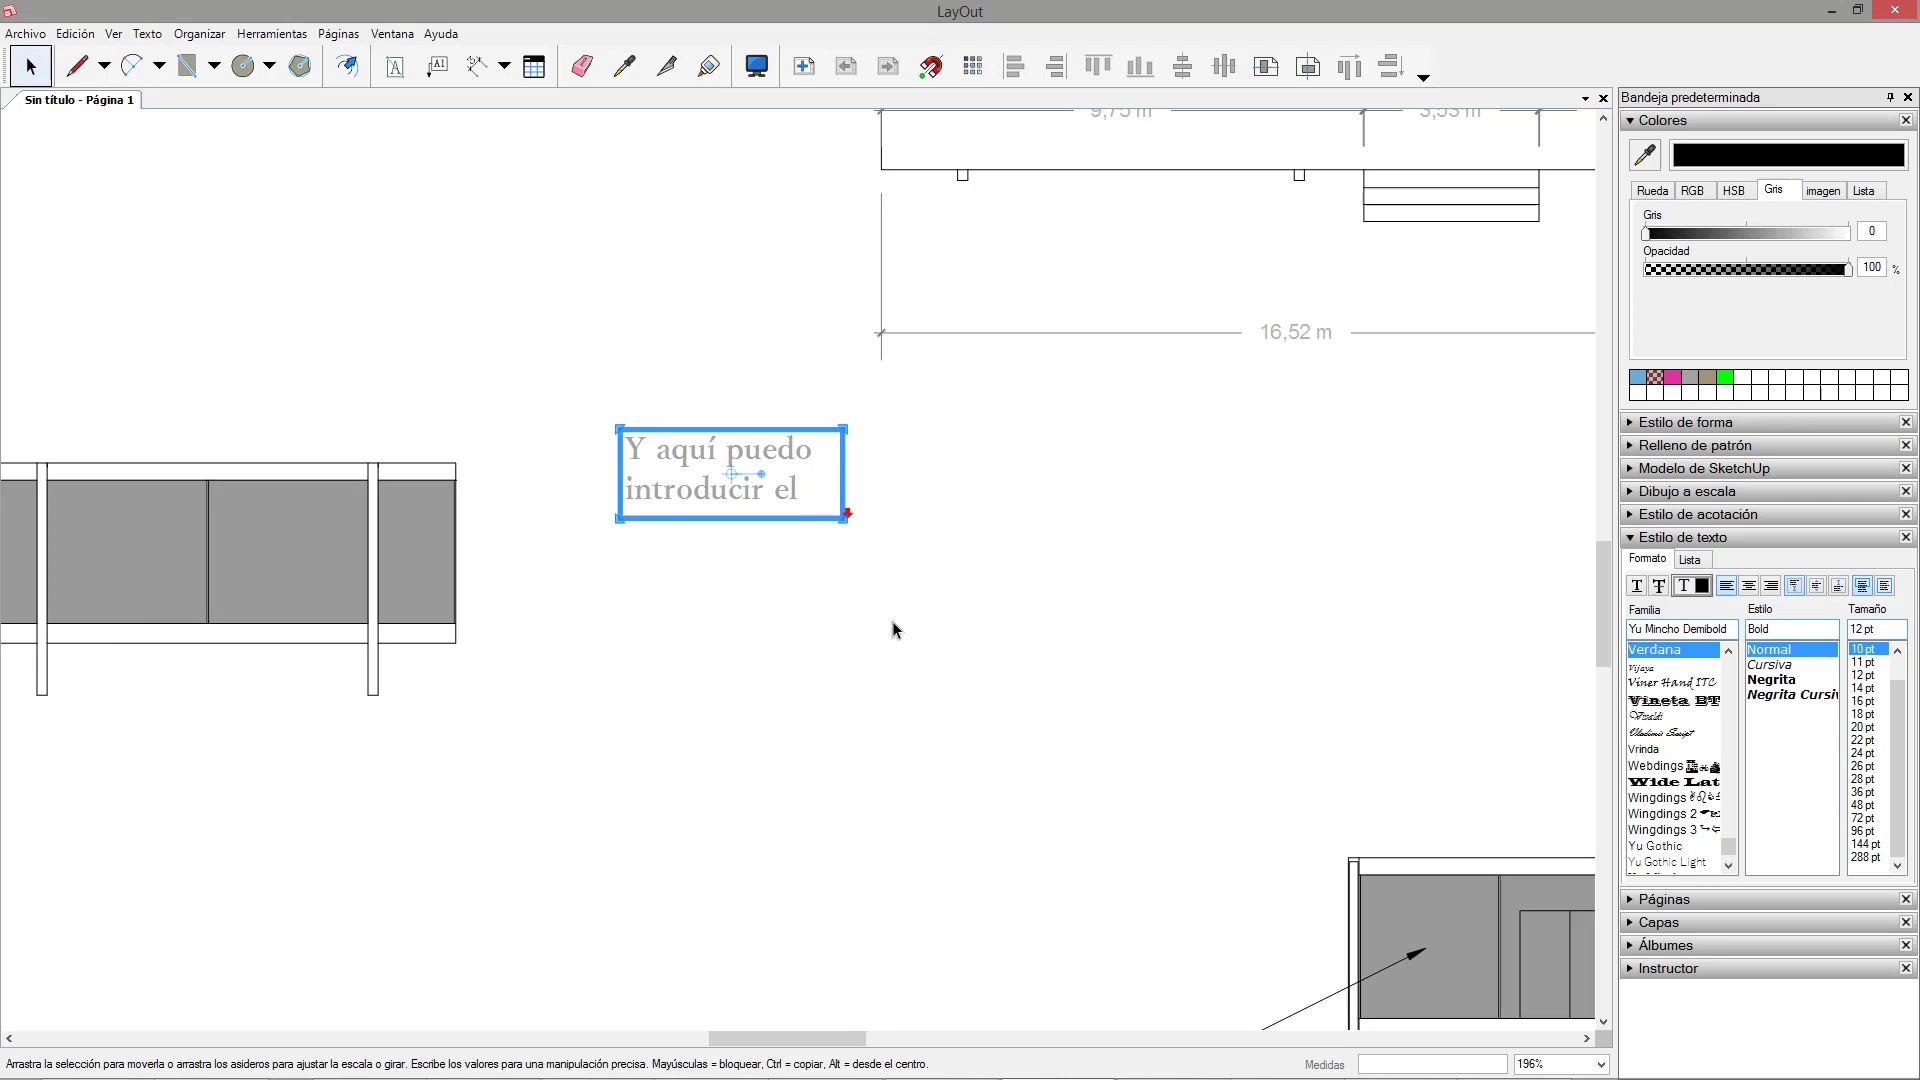 LayOut
Archivo Edición Ver Texto Organizar Herramientas Páginas Ventana Ayuda
Sin título - Página 1
Bandeja predeterminada
Colores
Rueda RGB HSB Gris imagen Lista
Gris
0
Opacidad
100 %
9,75 m
3,53 m
16,52 m
Y aquí puedo
introducir el
Estilo de forma
Relleno de patrón
Modelo de SketchUp
Dibujo a escala
Estilo de acotación
Estilo de texto
Formato Lista
Familia Estilo Tamaño
Yu Mincho Demibold Bold 12 pt
Verdana
Vijaya
Viner Hand ITC
Vineta BT
Vivaldi
Vladimir Script
Vrinda
Webdings
Wide Lat
Wingdings
Wingdings 2
Wingdings 3
Yu Gothic
Yu Gothic Light
Normal
Cursiva
Negrita
Negrita Cursiv
10 pt
11 pt
12 pt
14 pt
16 pt
18 pt
20 pt
22 pt
24 pt
26 pt
28 pt
36 pt
48 pt
72 pt
96 pt
144 pt
288 pt
Páginas
Capas
Álbumes
Instructor
Arrastra la selección para moverla o arrastra los asideros para ajustar la escala o girar. Escribe los valores para una manipulación precisa. Mayúsculas = bloquear, Ctrl = copiar, Alt = desde el centro.
Medidas
196%